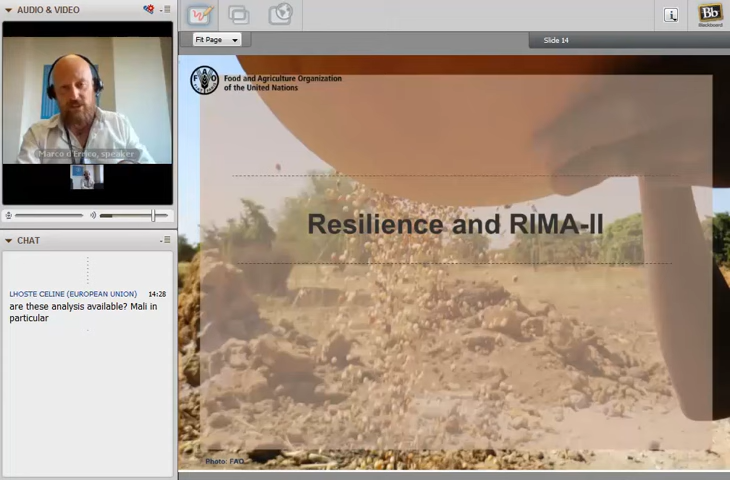 AUDIO & VIDEO
Marco d'Errico, speaker
CHAT
LHOSTE CELINE (EUROPEAN UNION) 14:28
are these analysis available? Mali in
particular
Bb
Blackboard
Fit Page
Slide 14
F A O
Food and Agriculture Organization
of the United Nations
Resilience and RIMA-II
Photo: FAO